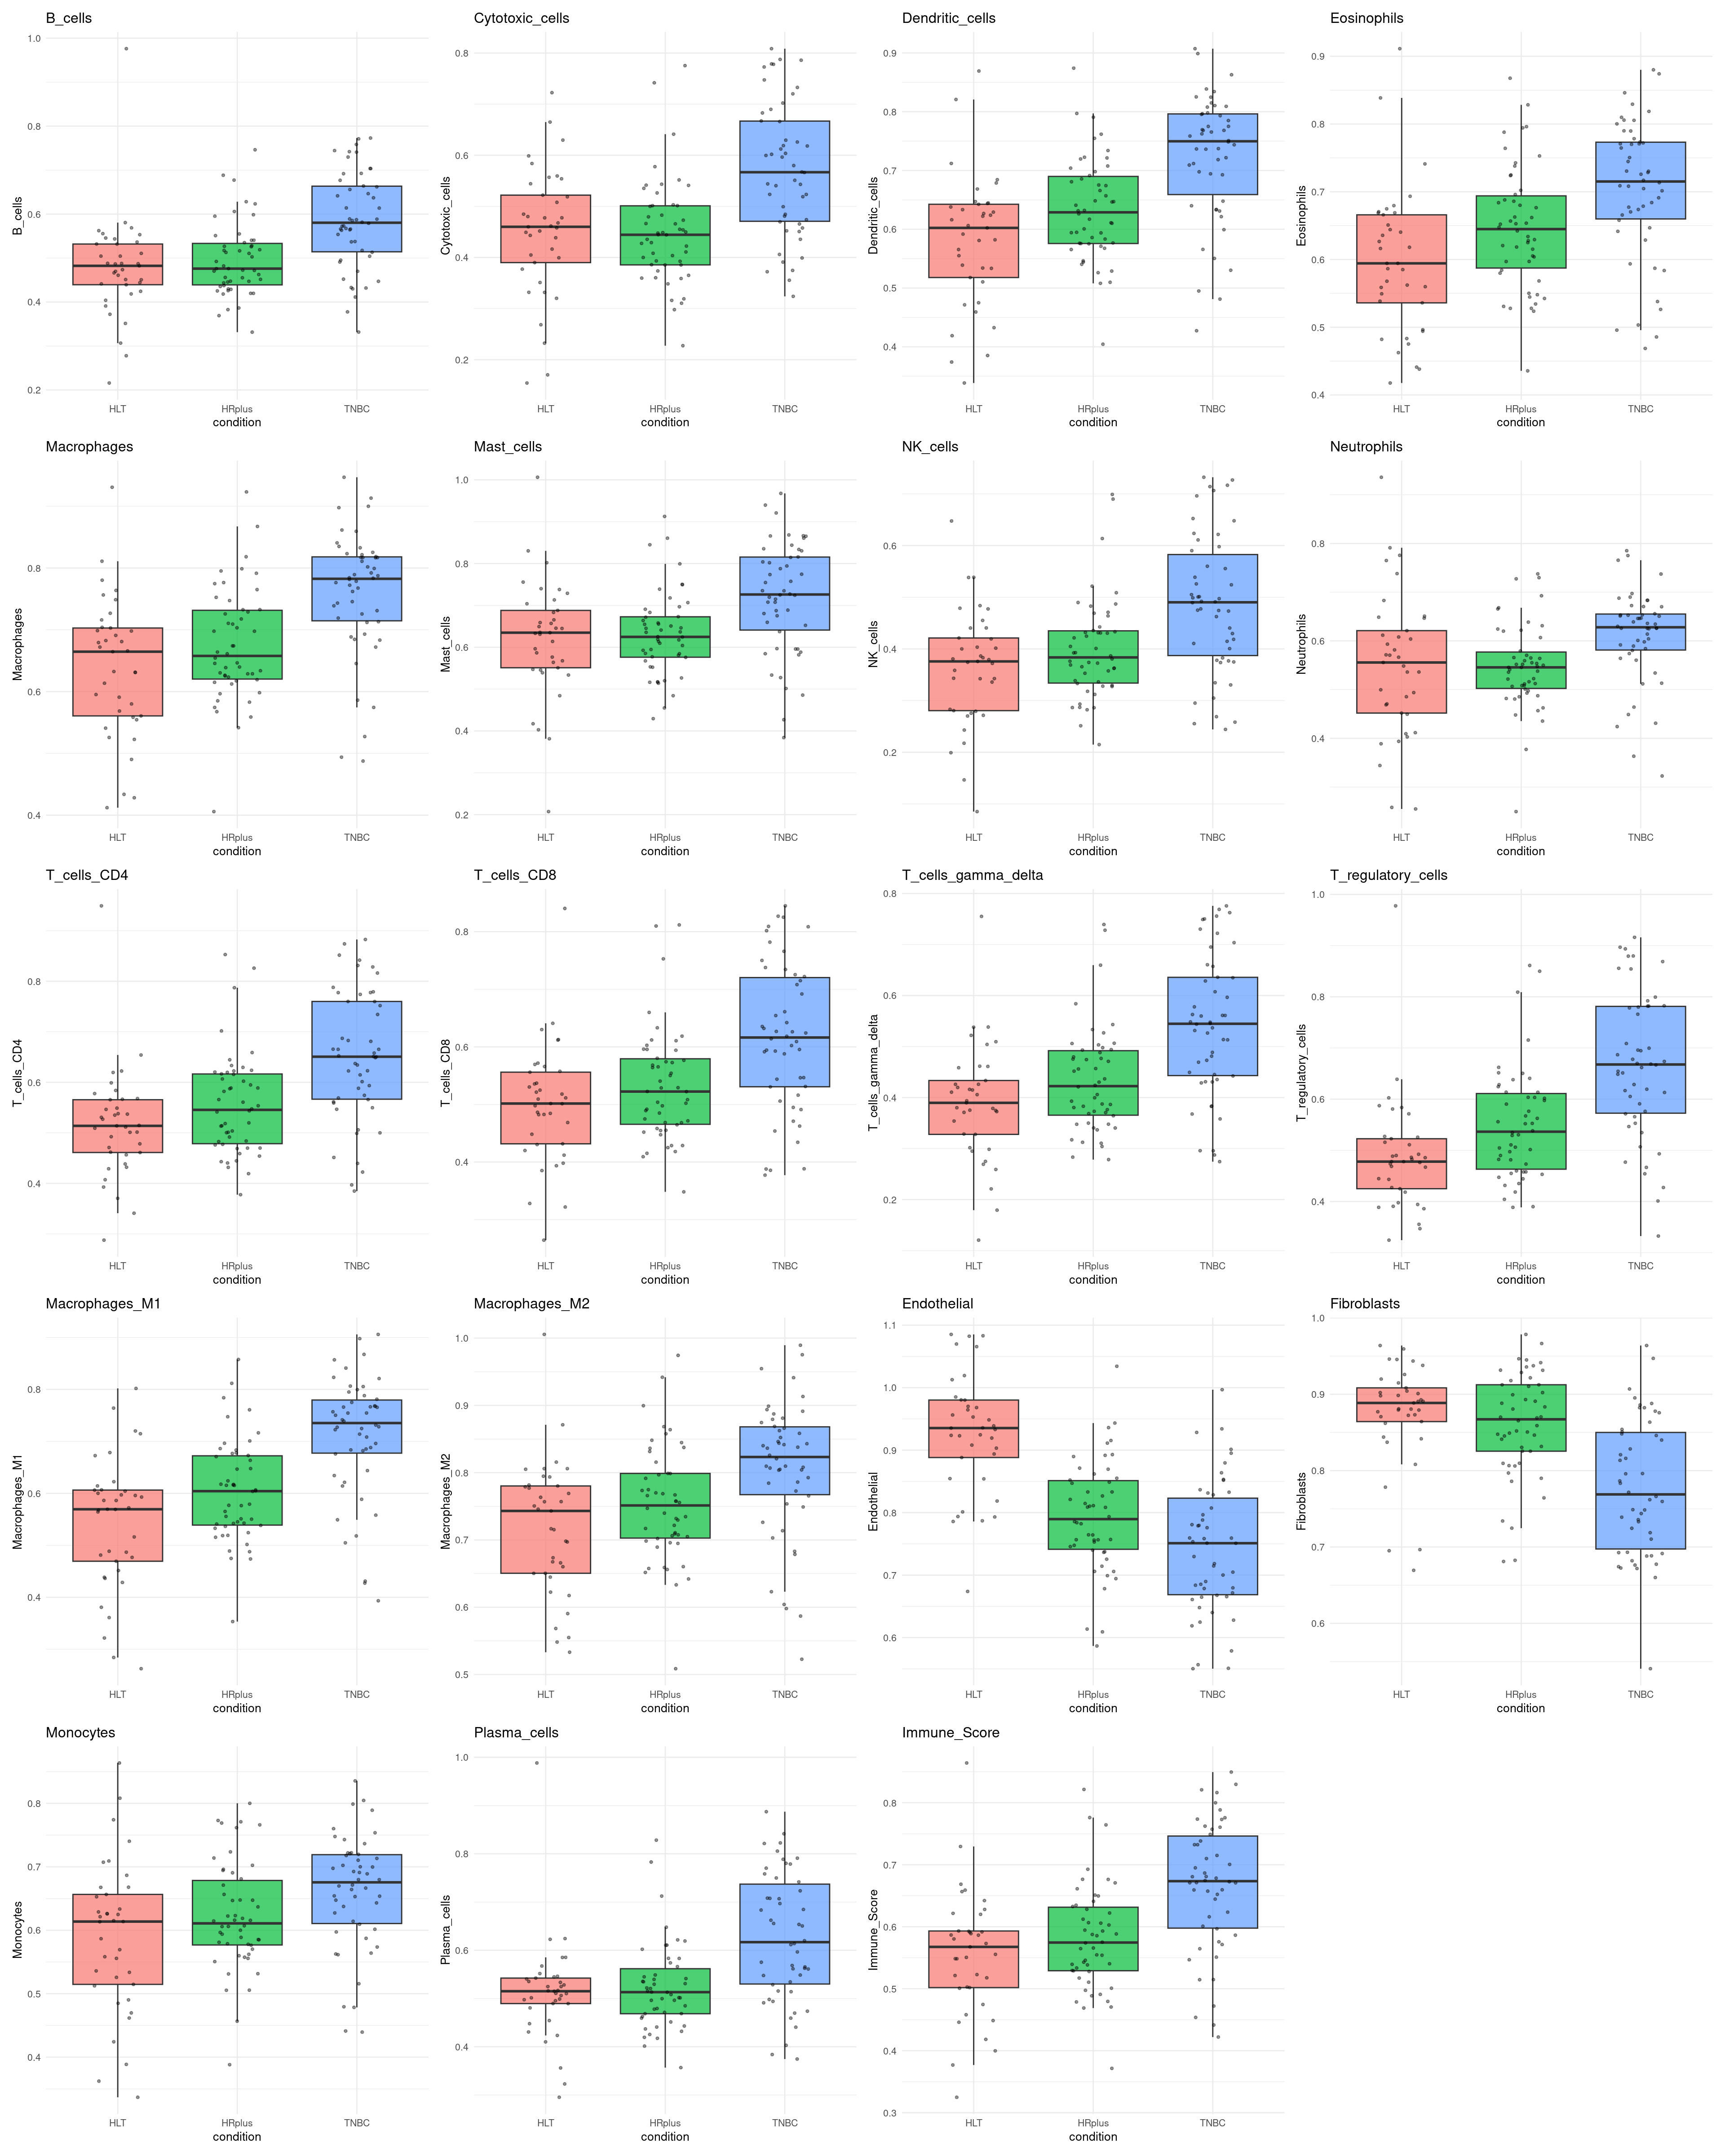 B_cells
B_cells
1.0
0.8
0.6
0.4
0.2
HLT HRplus TNBC
condition
Cytotoxic_cells
Cytotoxic_cells
0.8
0.6
0.4
0.2
HLT HRplus TNBC
condition
Dendritic_cells
Dendritic_cells
0.9
0.8
0.7
0.6
0.5
0.4
HLT HRplus TNBC
condition
Eosinophils
Eosinophils
0.9
0.8
0.7
0.6
0.5
0.4
HLT HRplus TNBC
condition
Macrophages
Macrophages
0.8
0.6
0.4
HLT HRplus TNBC
condition
Mast_cells
Mast_cells
1.0
0.8
0.6
0.4
0.2
HLT HRplus TNBC
condition
NK_cells
NK_cells
0.6
0.4
0.2
HLT HRplus TNBC
condition
Neutrophils
Neutrophils
0.8
0.6
0.4
HLT HRplus TNBC
condition
T_cells_CD4
T_cells_CD4
0.8
0.6
0.4
HLT HRplus TNBC
condition
T_cells_CD8
T_cells_CD8
0.8
0.6
0.4
HLT HRplus TNBC
condition
T_cells_gamma_delta
T_cells_gamma_delta
0.8
0.6
0.4
0.2
HLT HRplus TNBC
condition
T_regulatory_cells
T_regulatory_cells
1.0
0.8
0.6
0.4
HLT HRplus TNBC
condition
Macrophages_M1
Macrophages_M1
0.8
0.6
0.4
HLT HRplus TNBC
condition
Macrophages_M2
Macrophages_M2
1.0
0.9
0.8
0.7
0.6
0.5
HLT HRplus TNBC
condition
Endothelial
Endothelial
1.1
1.0
0.9
0.8
0.7
0.6
HLT HRplus TNBC
condition
Fibroblasts
Fibroblasts
1.0
0.9
0.8
0.7
0.6
HLT HRplus TNBC
condition
Monocytes
Monocytes
0.8
0.7
0.6
0.5
0.4
HLT HRplus TNBC
condition
Plasma_cells
Plasma_cells
1.0
0.8
0.6
0.4
HLT HRplus TNBC
condition
Immune_Score
Immune_Score
0.8
0.7
0.6
0.5
0.4
0.3
HLT HRplus TNBC
condition